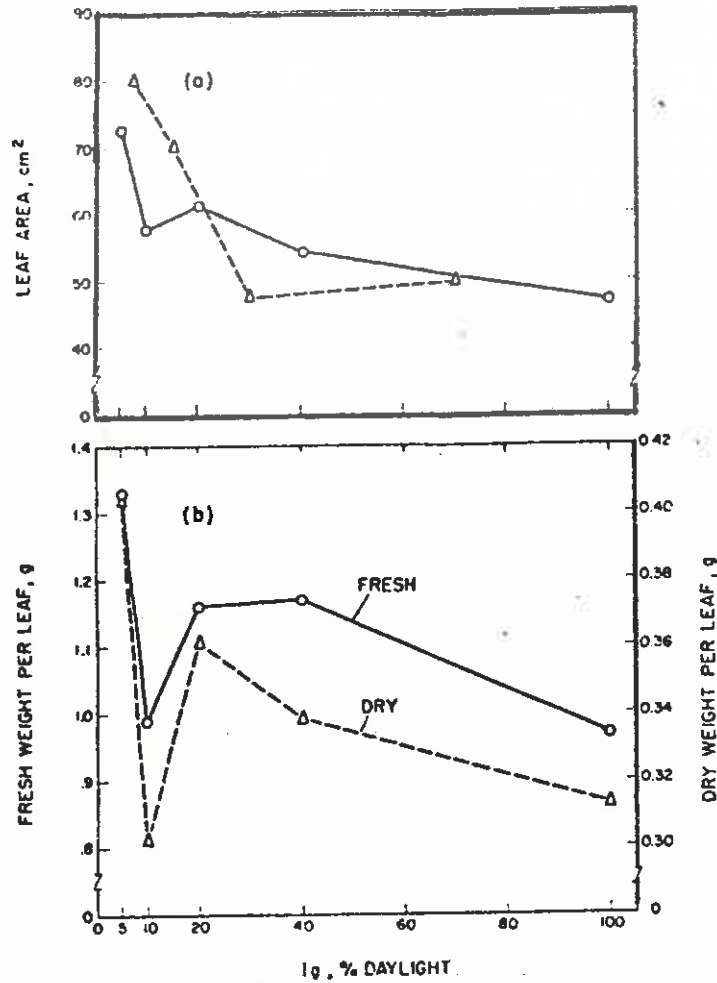 90
80
70
60
50
40
0
LEAF AREA, cm²
(a)
1.4
1.3
1.2
1.1
1.0
.9
.8
0
FRESH WEIGHT PER LEAF, g
(b)
FRESH
DRY
0.42
0.40
0.38
0.36
0.34
0.32
0.30
0
DRY WEIGHT PER LEAF, g
0 5 10 20 40 60 80 100
Ig, % DAYLIGHT